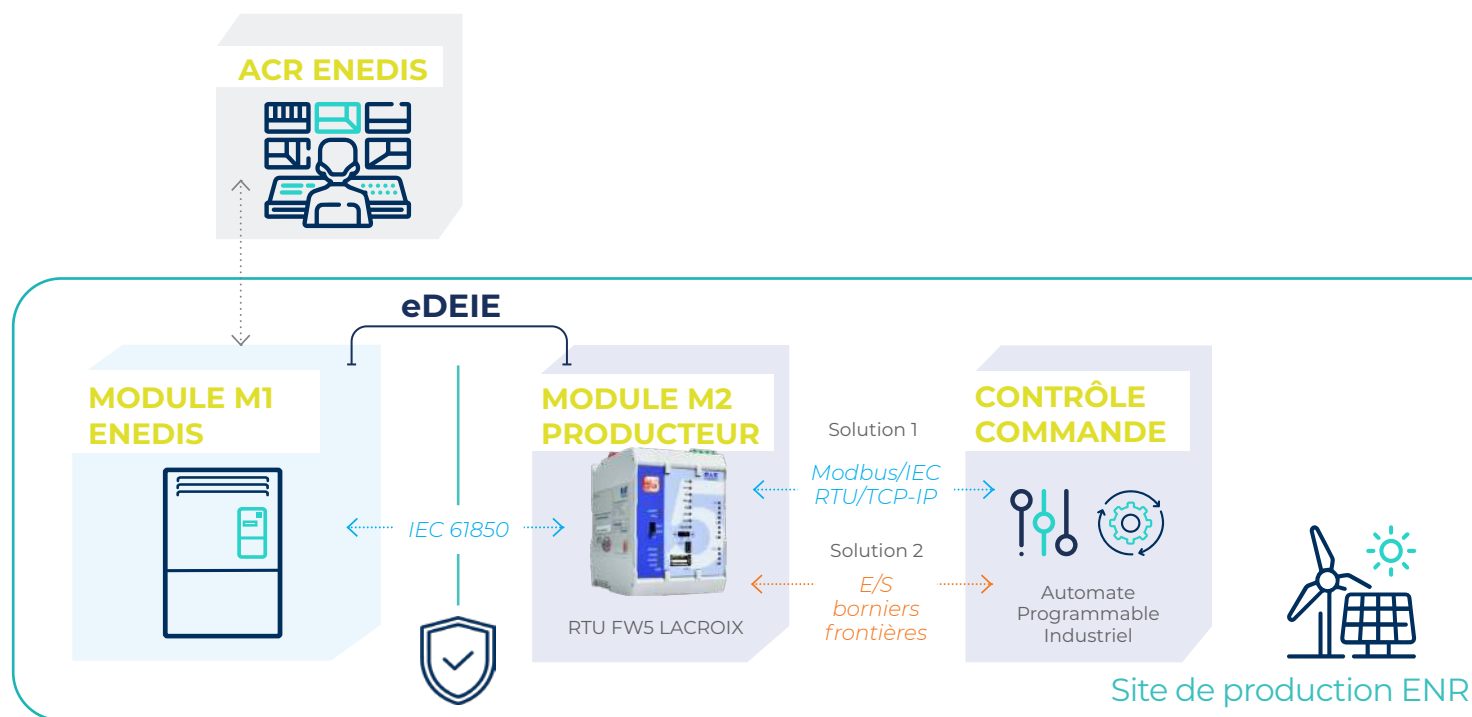 ACR ENEDIS
eDEIE
MODULE M1
ENEDIS
IEC 61850
MODULE M2
PRODUCTEUR
5
RTU FW5 LACROIX
Solution 1
Modbus/IEC
RTU/TCP-IP
Solution 2
E/S
borniers
frontières
CONTRÔLE
COMMANDE
Automate
Programmable
Industriel
Site de production ENR